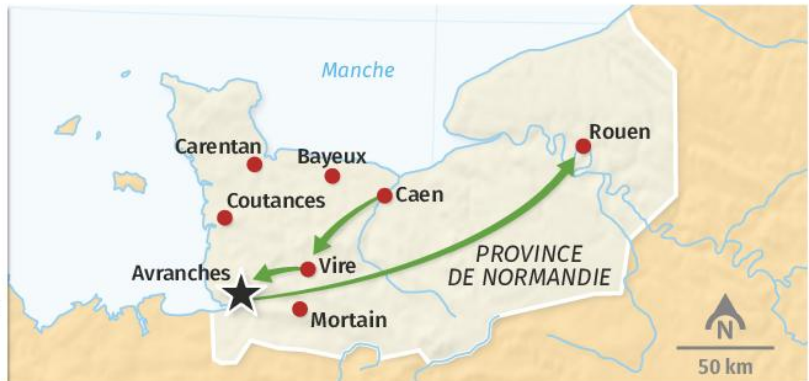 Manche
Rouen
Carentan
Bayeux
Coutances
Caen
Avranches
Vire
PROVINCE
DE NORMANDIE
Mortain
N
50 km